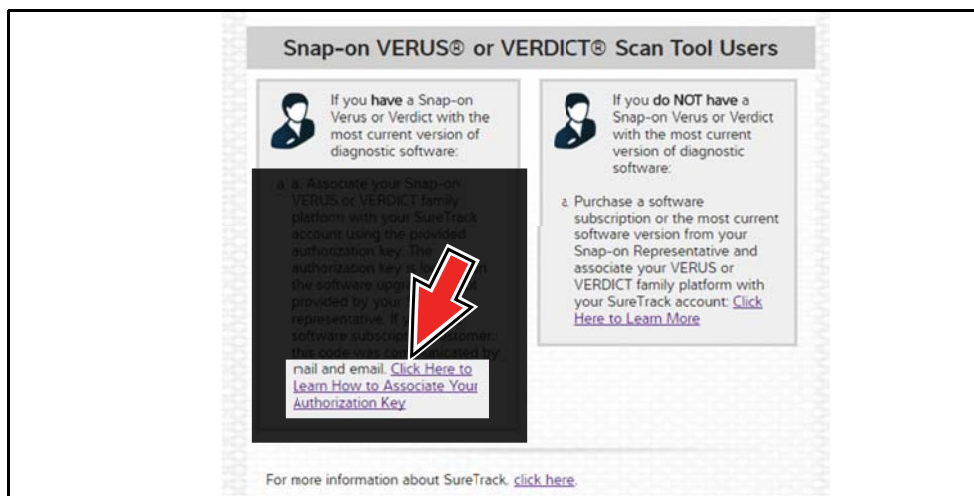 Snap-on VERUS® or VERDICT® Scan Tool Users
If you have a Snap-on
Verus or Verdict with the
most current version of
diagnostic software:
a. a. Associate your Snap-on
VERUS or VERDICT family
platform with your SureTrack
account using the provided
authorization key. The
authorization key is
the software
provided by your
representative. If
software
this code was by
mail and email. Click Here to
Learn How to Associate Your
Authorization Key
If you do NOT have a
Snap-on Verus or Verdict
with the most current
version of diagnostic
software:
a. Purchase a software
subscription or the most current
software version from your
Snap-on Representative and
associate your VERUS or
VERDICT family platform with
your SureTrack account: Click
Here to Learn More
For more information about SureTrack, click here.